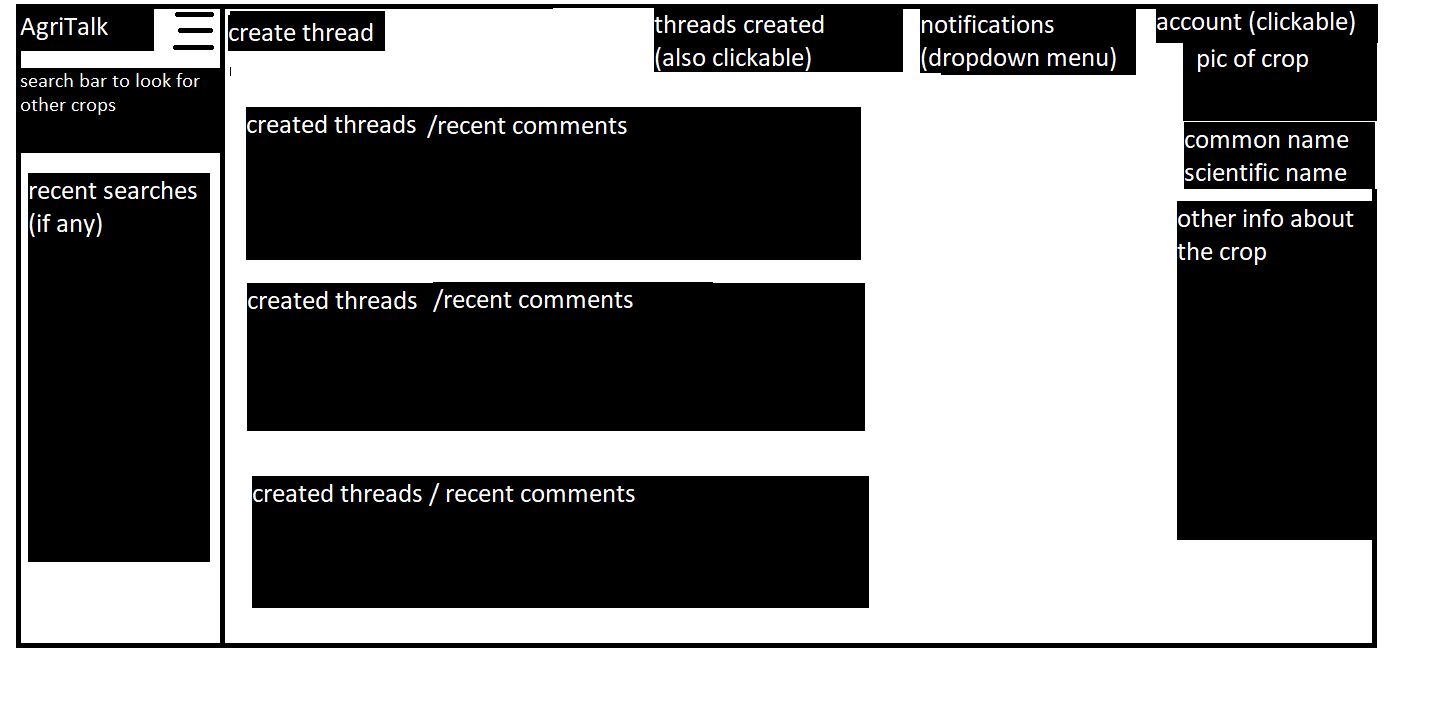 AgriTalk
search bar to look for
other crops
recent searches
(if any)
create thread
threads created
(also clickable)
notifications
(dropdown menu)
account (clickable)
created threads /recent comments
created threads /recent comments
created threads / recent comments
pic of crop
common name
scientific name
other info about
the crop